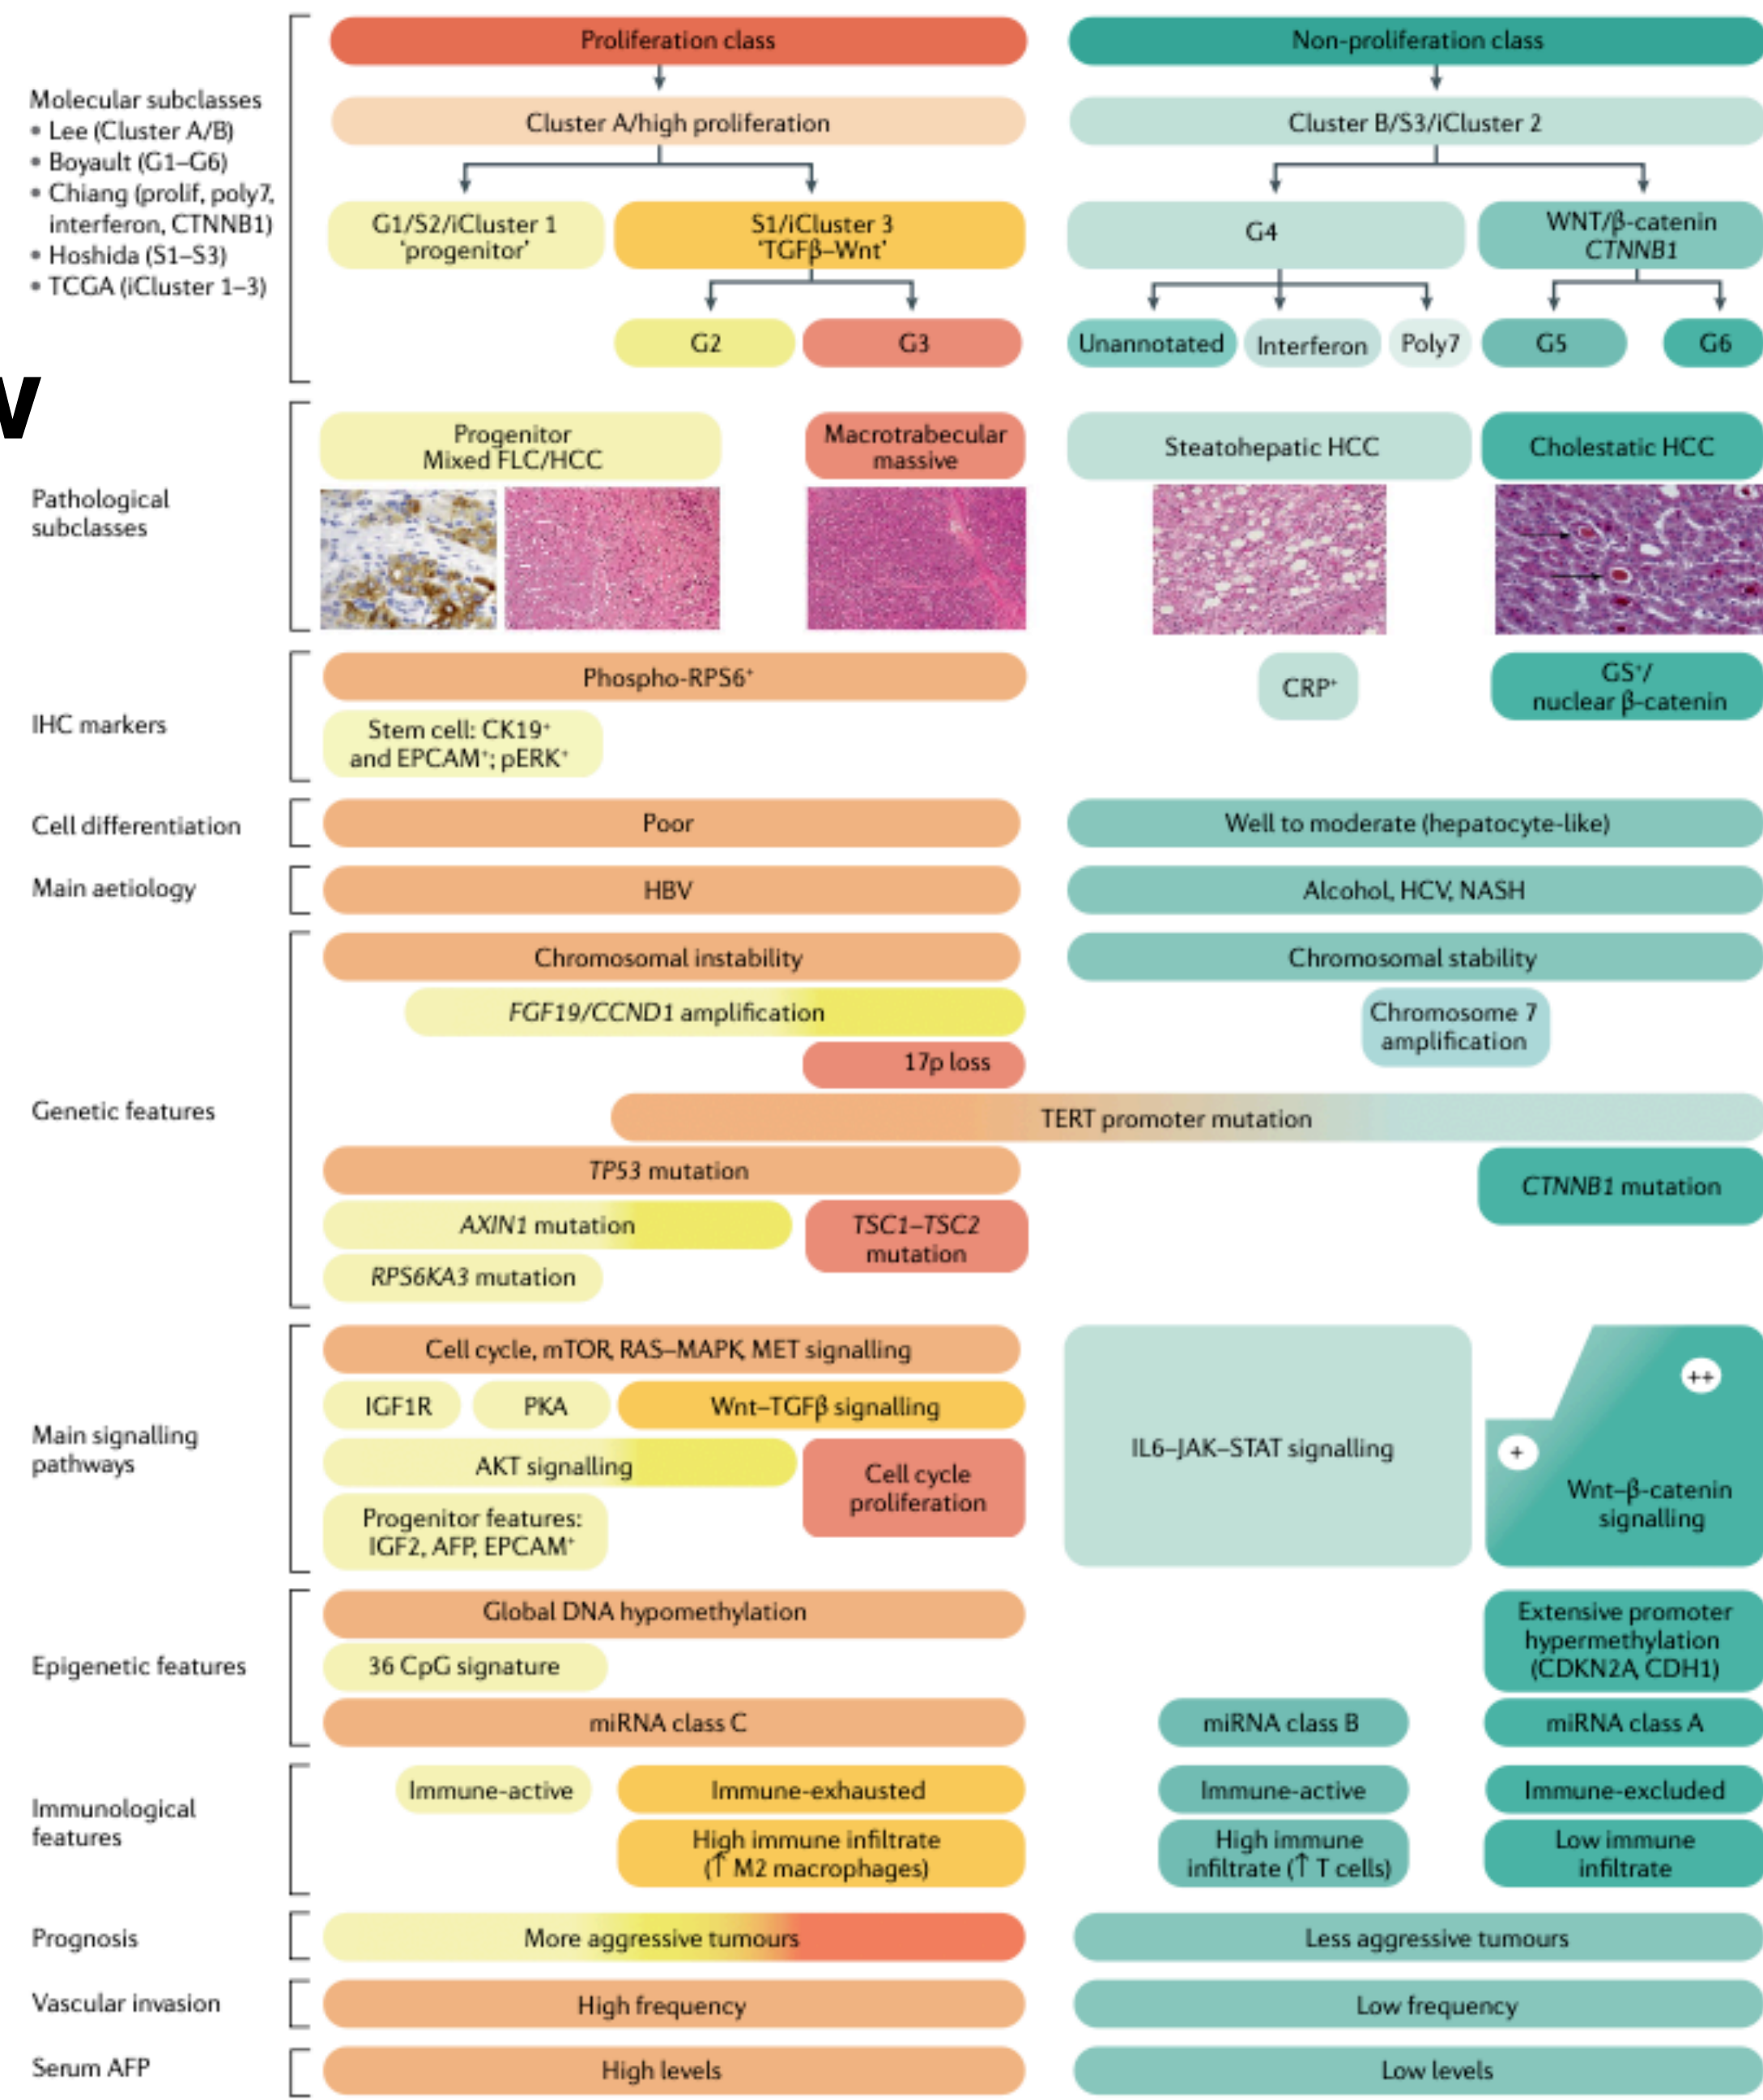 Proliferation class
Non-proliferation class
Molecular subclasses
• Lee (Cluster A/B)
• Boyault (G1–G6)
• Chiang (prolif, poly7,
interferon, CTNNB1)
• Hoshida (S1–S3)
• TCGA (iCluster 1–3)
Cluster A/high proliferation
Cluster B/S3/iCluster 2
G1/S2/iCluster 1
‘progenitor’
S1/iCluster 3
‘TGFβ–Wnt’
G4
WNT/β-catenin
CTNNB1
G2
G3
Unannotated
Interferon
Poly7
G5
G6
w
Pathological
subclasses
Progenitor
Mixed FLC/HCC
Macrotrabecular
massive
Steatohepatic HCC
Cholestatic HCC
IHC markers
Phospho-RPS6⁺
Stem cell: CK19⁺
and EPCAM⁺; pERK⁺
CRP⁺
GS⁺/
nuclear β-catenin
Cell differentiation
Poor
Well to moderate (hepatocyte-like)
Main aetiology
HBV
Alcohol, HCV, NASH
Genetic features
Chromosomal instability
Chromosomal stability
FGF19/CCND1 amplification
Chromosome 7
amplification
17p loss
TERT promoter mutation
TP53 mutation
CTNNB1 mutation
AXIN1 mutation
TSC1–TSC2
mutation
RPS6KA3 mutation
Main signalling
pathways
Cell cycle, mTOR, RAS–MAPK, MET signalling
IGF1R
PKA
Wnt–TGFβ signalling
AKT signalling
Cell cycle
proliferation
Progenitor features:
IGF2, AFP, EPCAM⁺
IL6–JAK–STAT signalling
++
+
Wnt–β-catenin
signalling
Epigenetic features
Global DNA hypomethylation
Extensive promoter
hypermethylation
(CDKN2A, CDH1)
36 CpG signature
miRNA class C
miRNA class B
miRNA class A
Immunological
features
Immune-active
Immune-exhausted
Immune-active
Immune-excluded
High immune infiltrate
(↑ M2 macrophages)
High immune
infiltrate (↑ T cells)
Low immune
infiltrate
Prognosis
More aggressive tumours
Less aggressive tumours
Vascular invasion
High frequency
Low frequency
Serum AFP
High levels
Low levels